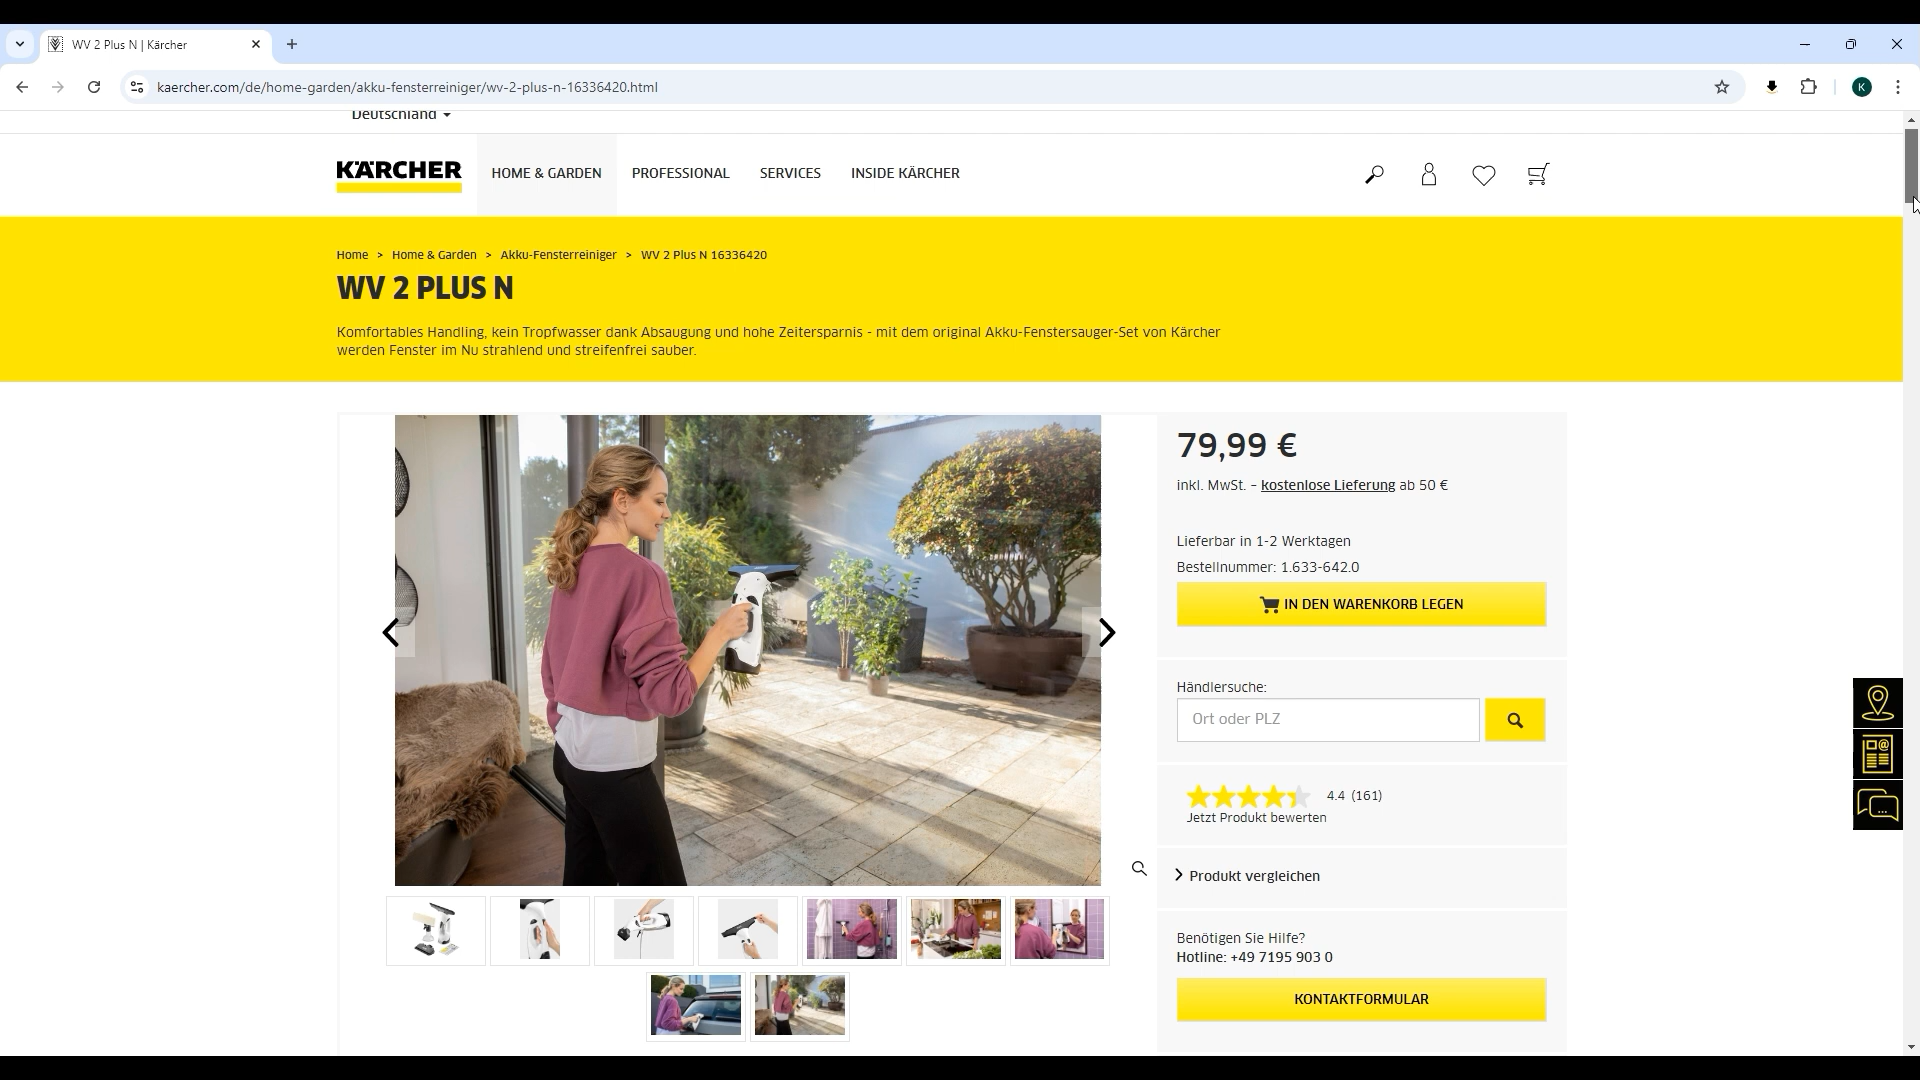 WV 2 Plus N | Kärcher
kaercher.com/de/home-garden/akku-fensterreiniger/wv-2-plus-n-16336420.html
K
Deutschland
KÄRCHER
HOME & GARDEN
PROFESSIONAL
SERVICES
INSIDE KÄRCHER
Home > Home & Garden > Akku-Fensterreiniger > WV 2 Plus N 16336420
WV 2 PLUS N
Komfortables Handling, kein Tropfwasser dank Absaugung und hohe Zeitersparnis - mit dem original Akku-Fenstersauger-Set von Kärcher
werden Fenster im Nu strahlend und streifenfrei sauber.
79,99 €
inkl. MwSt. – kostenlose Lieferung ab 50 €
Lieferbar in 1-2 Werktagen
Bestellnummer: 1.633-642.0
IN DEN WARENKORB LEGEN
Händlersuche:
Ort oder PLZ
4.4 (161)
Jetzt Produkt bewerten
Produkt vergleichen
Benötigen Sie Hilfe?
Hotline: +49 7195 903 0
KONTAKTFORMULAR